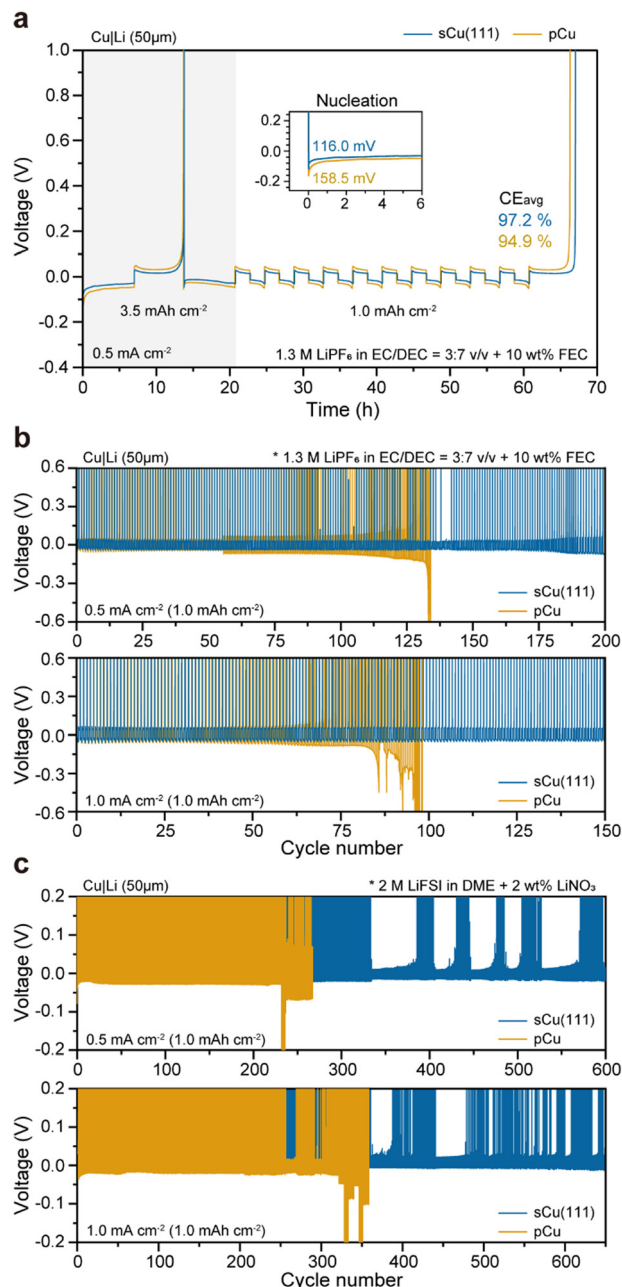 a
Cu|Li (50μm)
sCu(111)
pCu
1.0
0.8
0.6
0.4
0.2
0.0
-0.2
-0.4
Voltage (V)
Nucleation
0.2
0.0
-0.2
116.0 mV
158.5 mV
0 2 4 6
CEavg
97.2 %
94.9 %
3.5 mAh cm⁻²
1.0 mAh cm⁻²
0.5 mA cm⁻²
1.3 M LiPF₆ in EC/DEC = 3:7 v/v + 10 wt% FEC
0 10 20 30 40 50 60 70
Time (h)
b
Cu|Li (50μm)
* 1.3 M LiPF₆ in EC/DEC = 3:7 v/v + 10 wt% FEC
0.6
0.3
0.0
-0.3
-0.6
Voltage (V)
sCu(111)
pCu
0.5 mA cm⁻² (1.0 mAh cm⁻²)
0 25 50 75 100 125 150 175 200
0.6
0.3
0.0
-0.3
-0.6
Voltage (V)
sCu(111)
pCu
1.0 mA cm⁻² (1.0 mAh cm⁻²)
0 25 50 75 100 125 150
Cycle number
c
Cu|Li (50μm)
* 2 M LiFSI in DME + 2 wt% LiNO₃
0.2
0.1
0.0
-0.1
-0.2
Voltage (V)
sCu(111)
pCu
0.5 mA cm⁻² (1.0 mAh cm⁻²)
0 100 200 300 400 500 600
0.2
0.1
0.0
-0.1
-0.2
Voltage (V)
sCu(111)
pCu
1.0 mA cm⁻² (1.0 mAh cm⁻²)
0 100 200 300 400 500 600
Cycle number